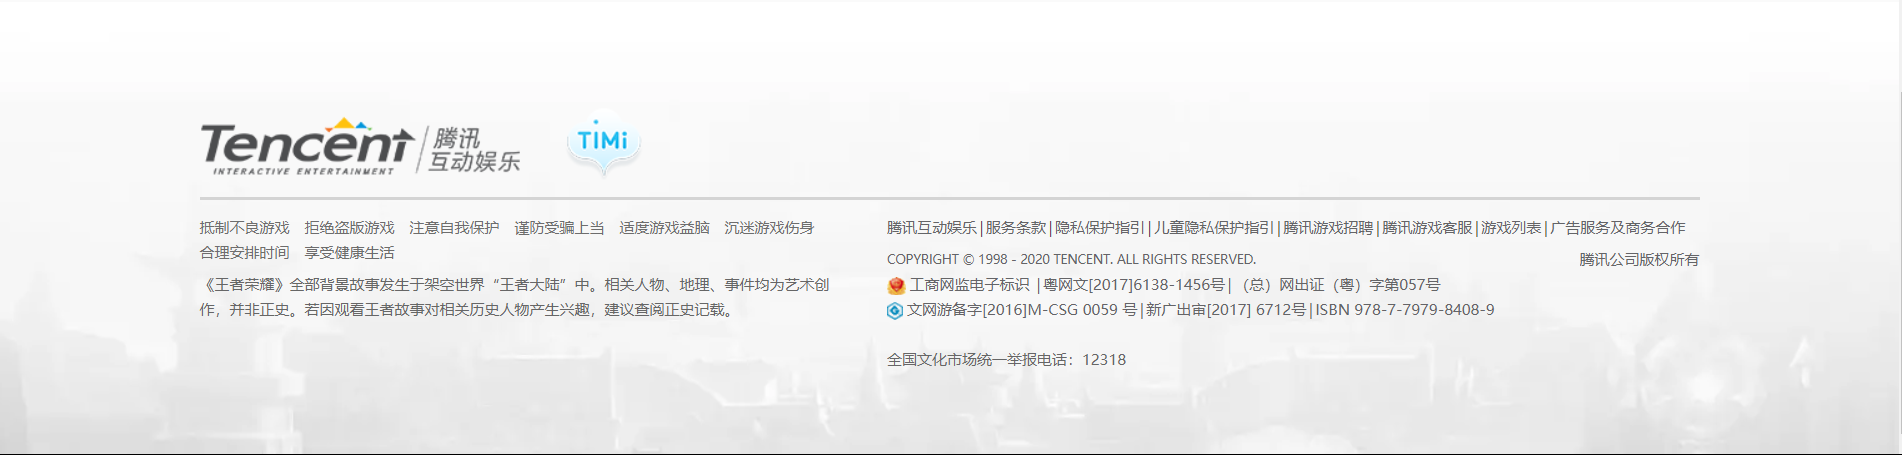 Tencent 腾讯
INTERACTIVE ENTERTAINMENT 互动娱乐
TiMi
抵制不良游戏 拒绝盗版游戏 注意自我保护 谨防受骗上当 适度游戏益脑 沉迷游戏伤身
合理安排时间 享受健康生活
《王者荣耀》全部背景故事发生于架空世界“王者大陆”中。相关人物、地理、事件均为艺术创
作，并非正史。若因观看王者故事对相关历史人物产生兴趣，建议查阅正史记载。
腾讯互动娱乐|服务条款|隐私保护指引|儿童隐私保护指引|腾讯游戏招聘|腾讯游戏客服|游戏列表|广告服务及商务合作
COPYRIGHT © 1998 - 2020 TENCENT. ALL RIGHTS RESERVED. 腾讯公司版权所有
工商网监电子标识 |粤网文[2017]6138-1456号|（总）网出证（粤）字第057号
文网游备字[2016]M-CSG 0059 号|新广出审[2017] 6712号|ISBN 978-7-7979-8408-9
全国文化市场统一举报电话：12318